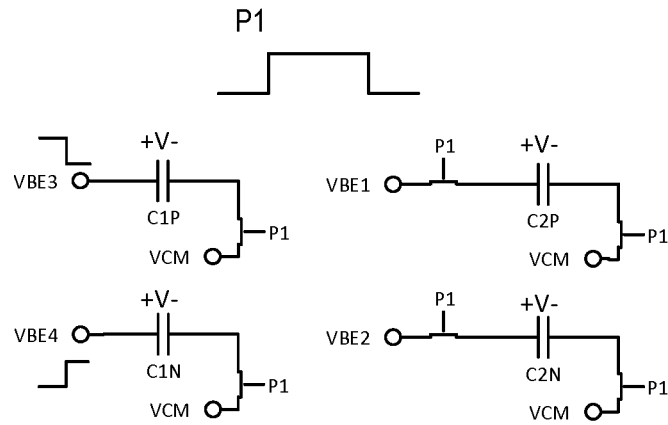 P1
+V-
VBE3
C1P
P1
VCM
P1
+V-
VBE1
C2P
P1
VCM
+V-
VBE4
C1N
P1
VCM
P1
+V-
VBE2
C2N
P1
VCM